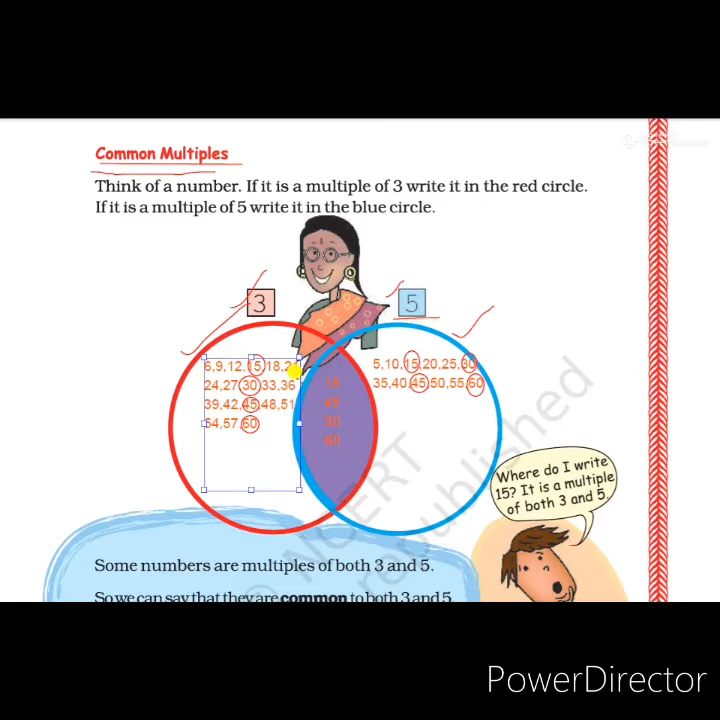 Common Multiples
Think of a number. If it is a multiple of 3 write it in the red circle.
If it is a multiple of 5 write it in the blue circle.
3
5
6,9,12,15,18,21
24,27,30,33,36
39,42,45,48,51
54,57,60
15
45
30
60
5,10,15,20,25,30
35,40,45,50,55,60
Where do I write
15? It is a multiple
of both 3 and 5.
© NCERT
republished
Some numbers are multiples of both 3 and 5.
So we can say that they are common to both 3 and 5.
PowerDirector